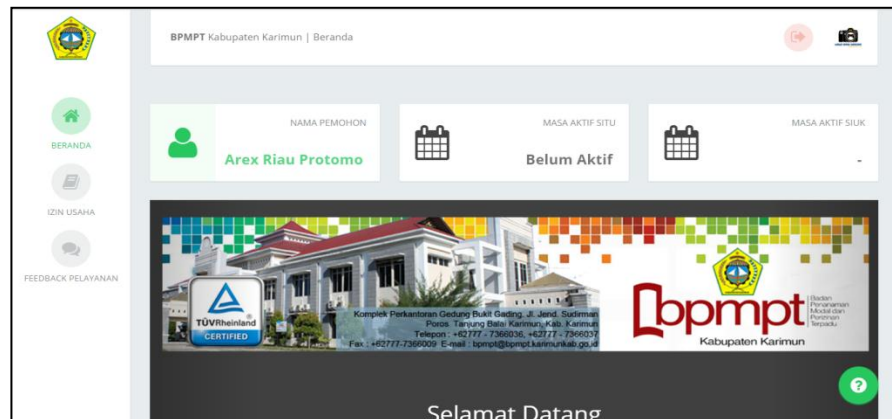 BPMPT Kabupaten Karimun | Beranda
BERANDA
IZIN USAHA
FEEDBACK PELAYANAN
NAMA PEMOHON
Arex Riau Protomo
MASA AKTIF SITU
Belum Aktif
MASA AKTIF SIUK
-
TÜVRheinland
CERTIFIED
Komplek Perkantoran Gedung Bukit Gading, Jl. Jend. Sudirman
Poros, Tanjung Balai Karimun, Kab. Karimun
Telepon : +62777 - 7366036, +62777 - 7366037
Fax : +62777-7366009 E-mail : bpmpt@bpmpt.karimunkab.go.id
bpmpt
Badan
Penanaman
Modal dan
Perizinan
Terpadu
Kabupaten Karimun
?
Selamat Datang